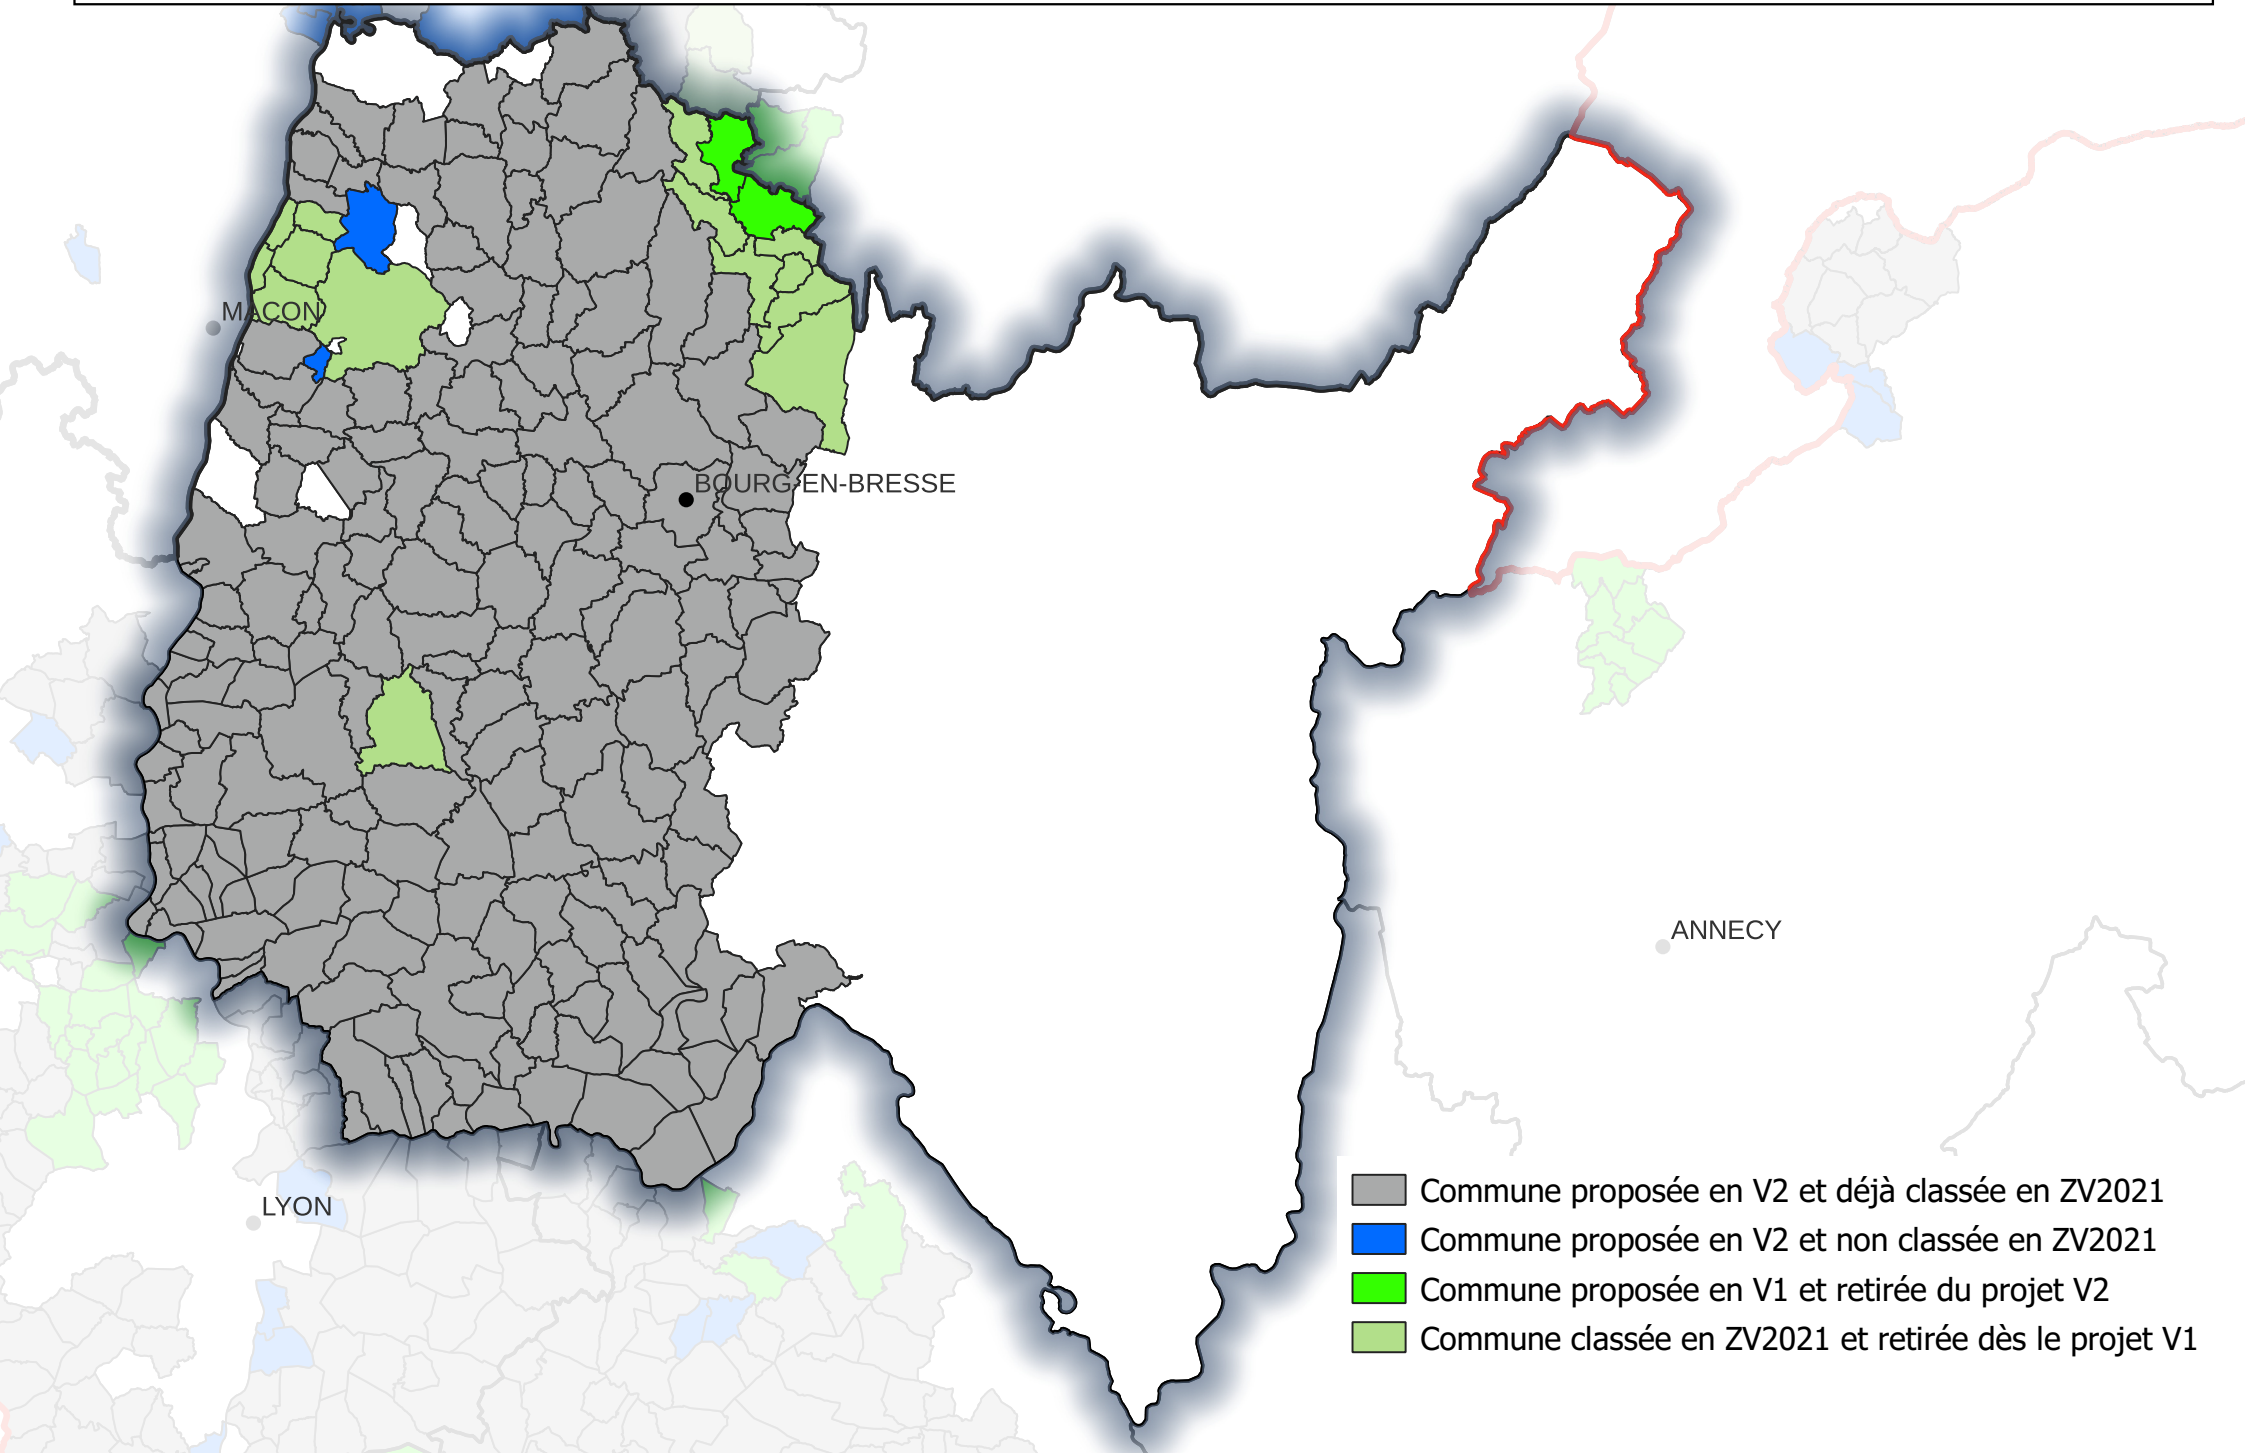 MACON
BOURG-EN-BRESSE
ANNECY
LYON
Commune proposée en V2 et déjà classée en ZV2021
Commune proposée en V2 et non classée en ZV2021
Commune proposée en V1 et retirée du projet V2
Commune classée en ZV2021 et retirée dès le projet V1